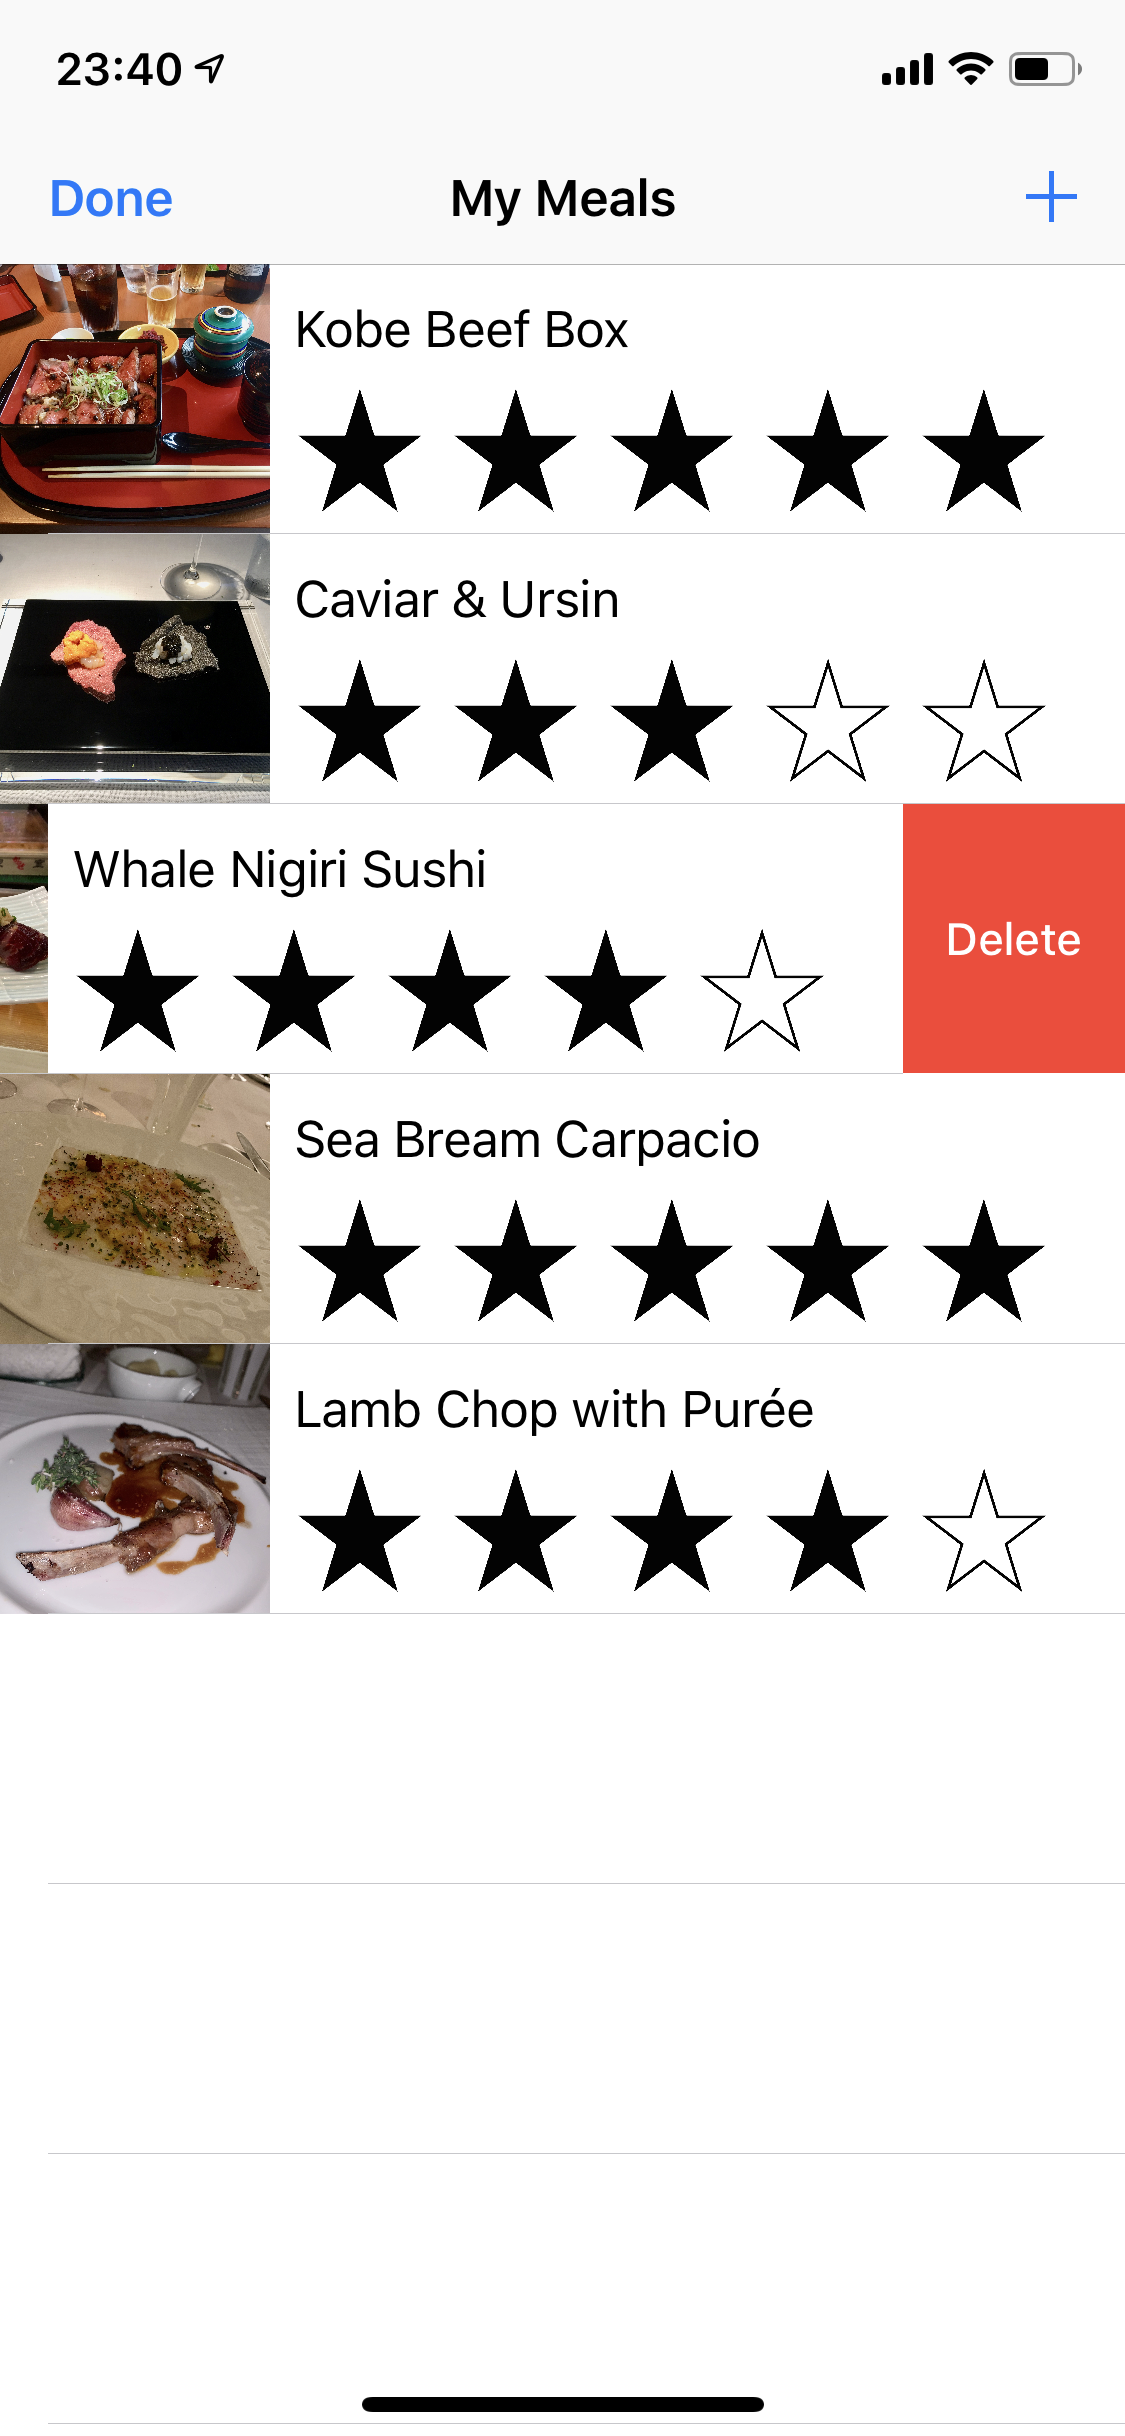 23:40
Done My Meals
Kobe Beef Box
Caviar & Ursin
Whale Nigiri Sushi
Delete
Sea Bream Carpacio
Lamb Chop with Purée